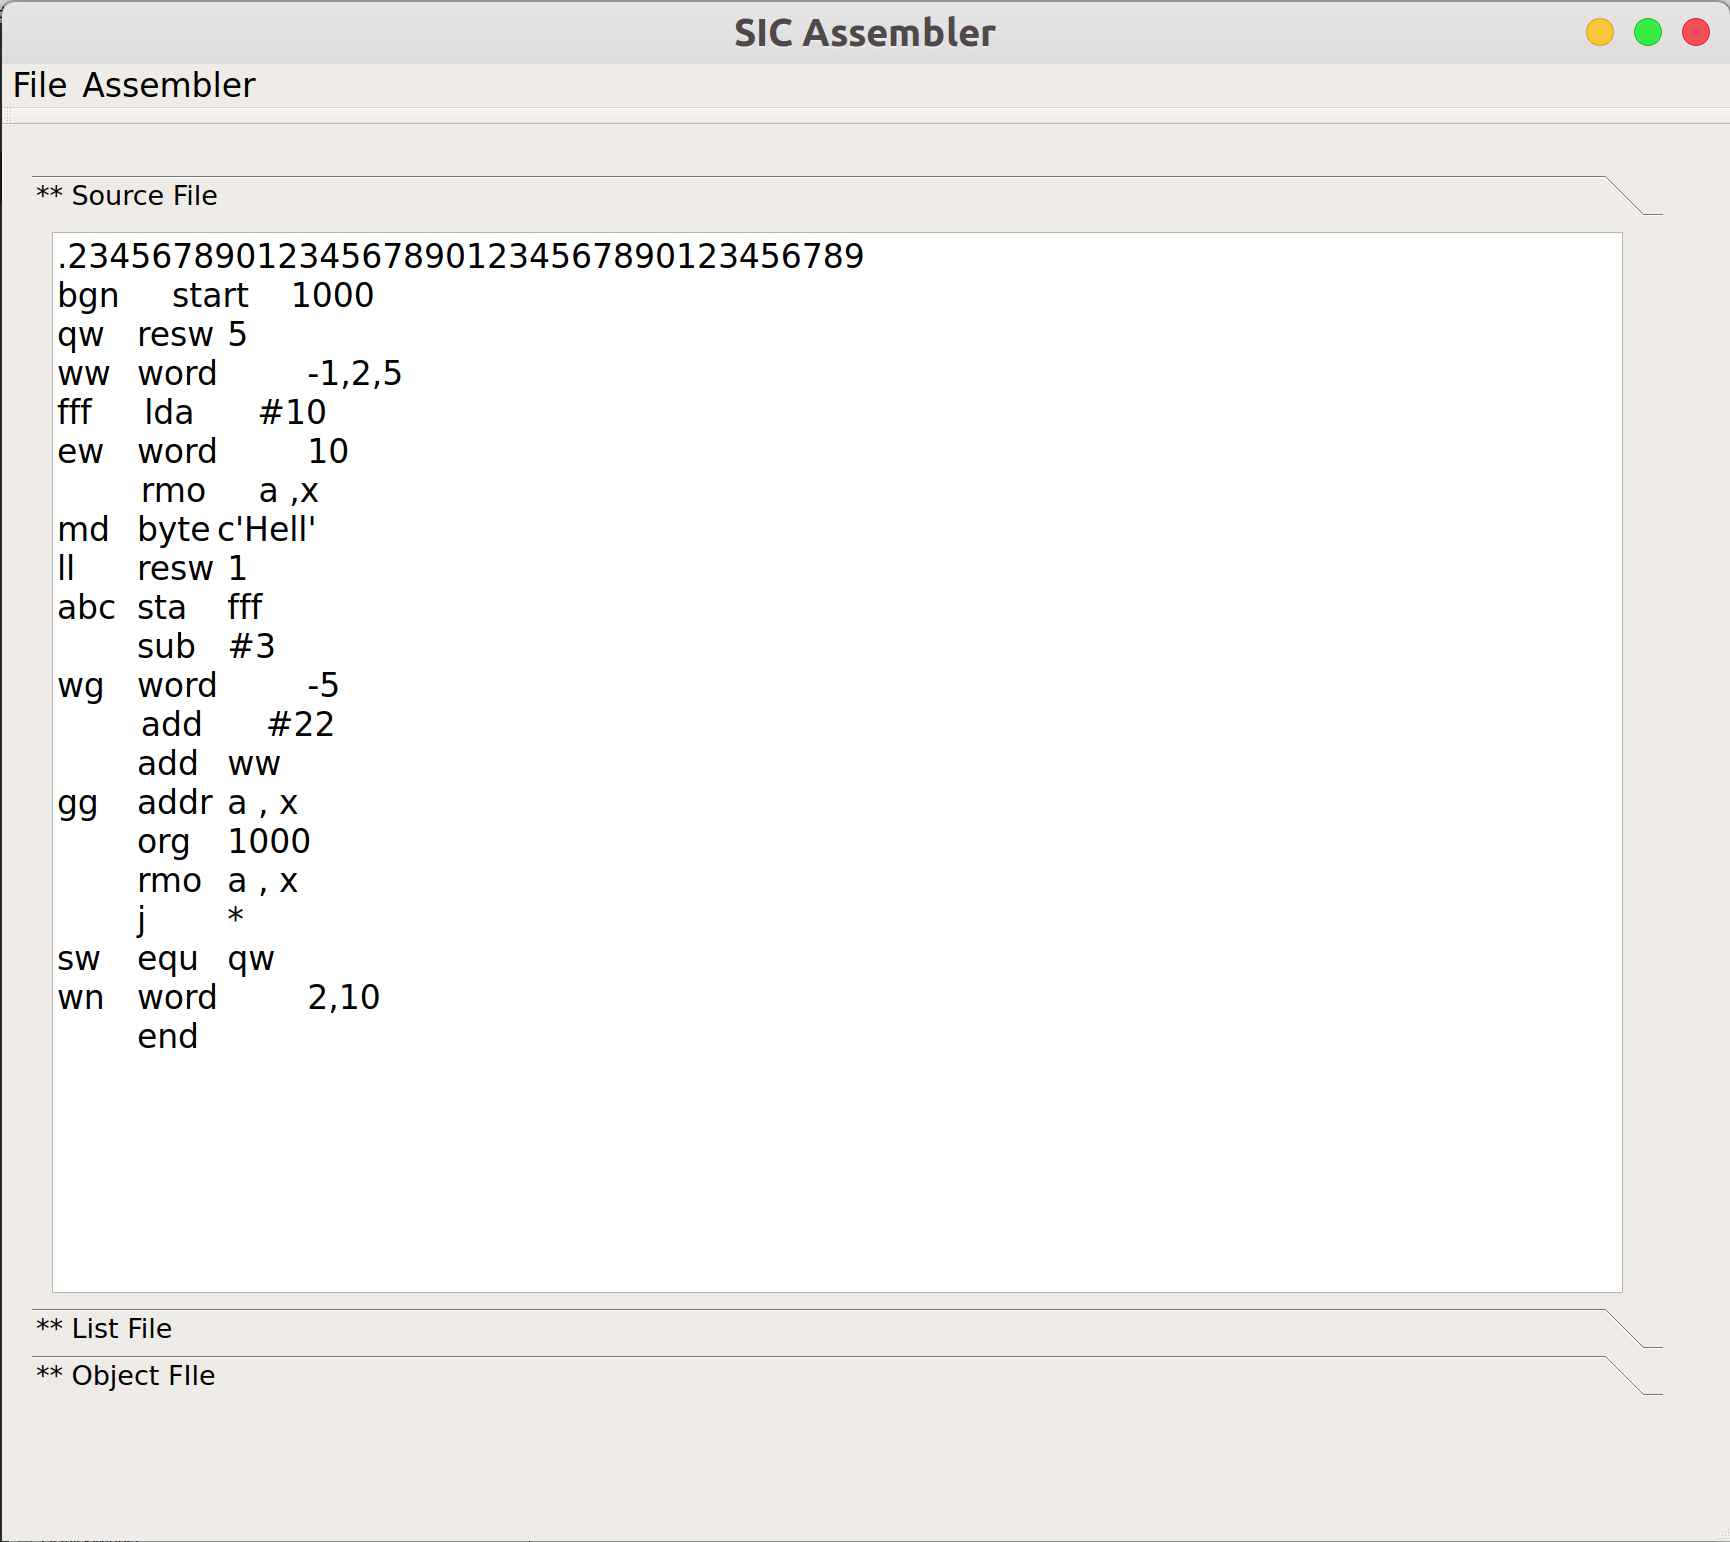 SIC Assembler
File Assembler
** Source File
.23456789012345678901234567890123456789
bgn start 1000
qw resw 5
ww word -1,2,5
fff lda #10
ew word 10
rmo a ,x
md byte c'Hell'
ll resw 1
abc sta fff
sub #3
wg word -5
add #22
add ww
gg addr a , x
org 1000
rmo a , x
j *
sw equ qw
wn word 2,10
end
** List File
** Object FIle